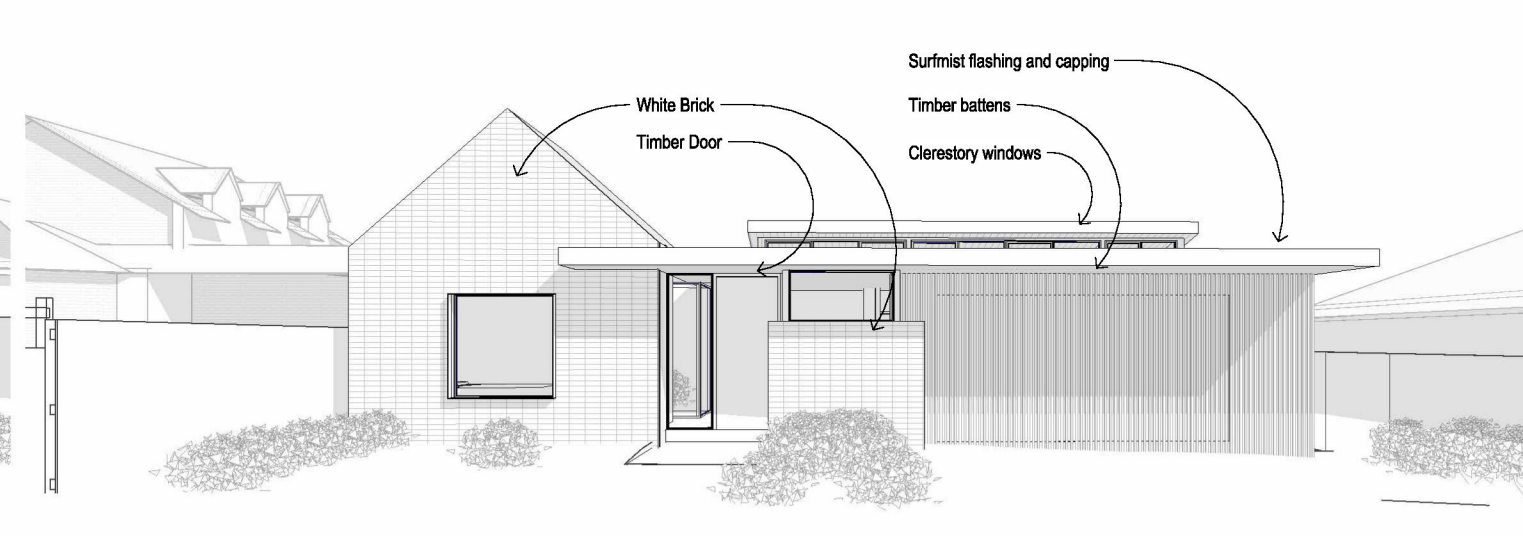 Surfmist flashing and capping
White Brick
Timber battens
Timber Door
Clerestory windows